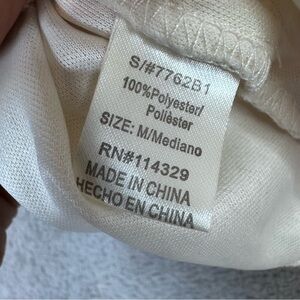 S/#7762B1
100%Polyester/
Poliéster
SIZE: M/Mediano
RN#114329
MADE IN CHINA
HECHO EN CHINA